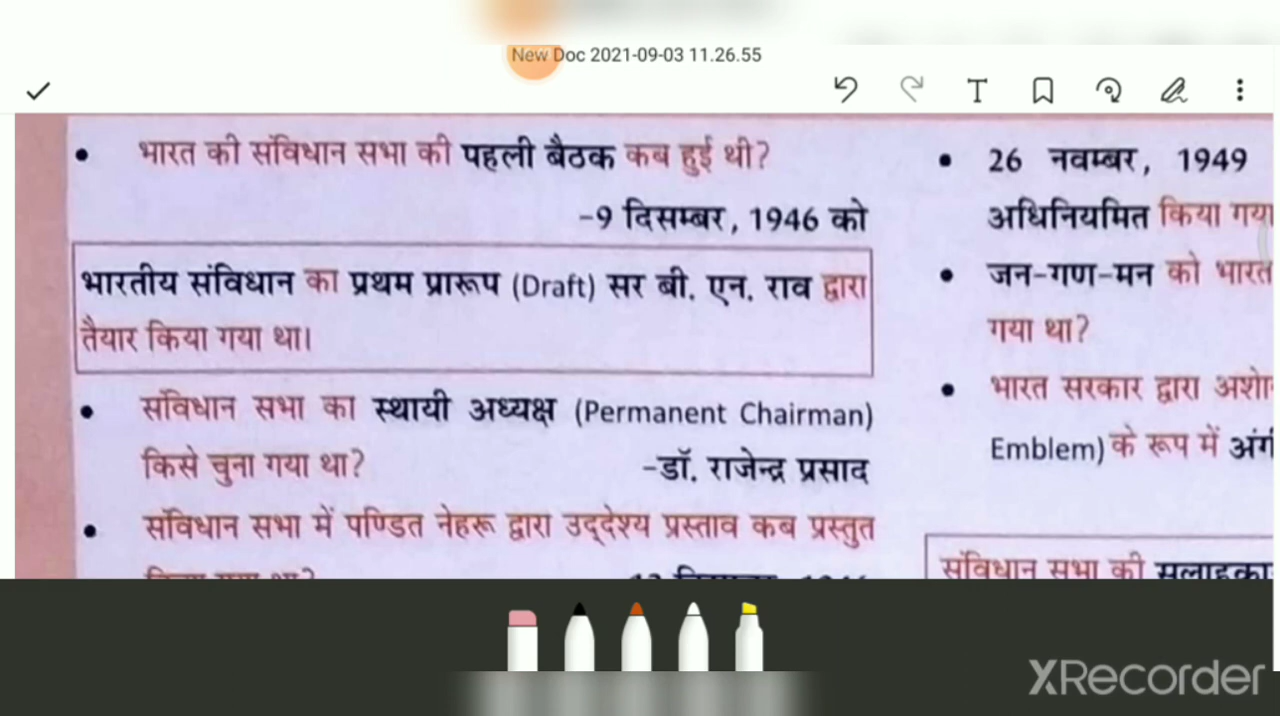 New Doc 2021-09-03 11.26.55
T
• भारत की संविधान सभा की पहली बैठक कब हुई थी?
-9 दिसम्बर, 1946 को
भारतीय संविधान का प्रथम प्रारूप (Draft) सर बी. एन. राव द्वारा
तैयार किया गया था।
• संविधान सभा का स्थायी अध्यक्ष (Permanent Chairman)
किसे चुना गया था?
-डॉ. राजेन्द्र प्रसाद
• संविधान सभा में पण्डित नेहरू द्वारा उद्देश्य प्रस्ताव कब प्रस्तुत
• 26 नवम्बर, 1949
अधिनियमित किया गया
• जन-गण-मन को भारत
गया था?
• भारत सरकार द्वारा
Emblem) के रूप में
संविधान सभा की
XRecorder